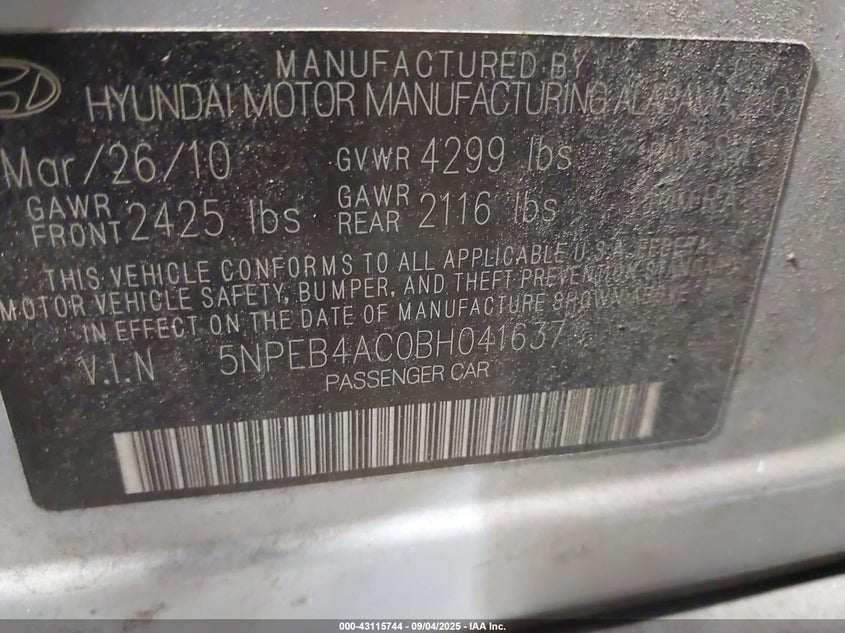 MANUFACTURED BY
HYUNDAI MOTOR MANUFACTURING ALABAMA
Mar/26/10 GVWR 4299 lbs
GAWR FRONT 2425 lbs GAWR REAR 2116 lbs
THIS VEHICLE CONFORMS TO ALL APPLICABLE U.S.A.
MOTOR VEHICLE SAFETY, BUMPER, AND THEFT PREVENTION
IN EFFECT ON THE DATE OF MANUFACTURE SHOWN
V.I.N 5NPEB4AC0BH041637
PASSENGER CAR
000-43115744 - 09/04/2025 - IAA Inc.